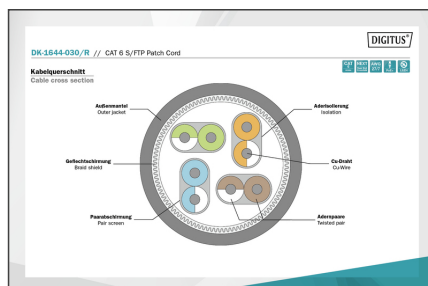 DIGITUS®
DK-1644-030/R // CAT 6 S/FTP Patch Cord
Kabelquerschnitt
Cable cross section
Außenmantel
Outer jacket
Aderisolierung
Isolation
Geflechtschirmung
Braid shield
Cu-Draht
Cu-Wire
Paarabschirmung
Pair screen
Adernpaare
Twisted pair